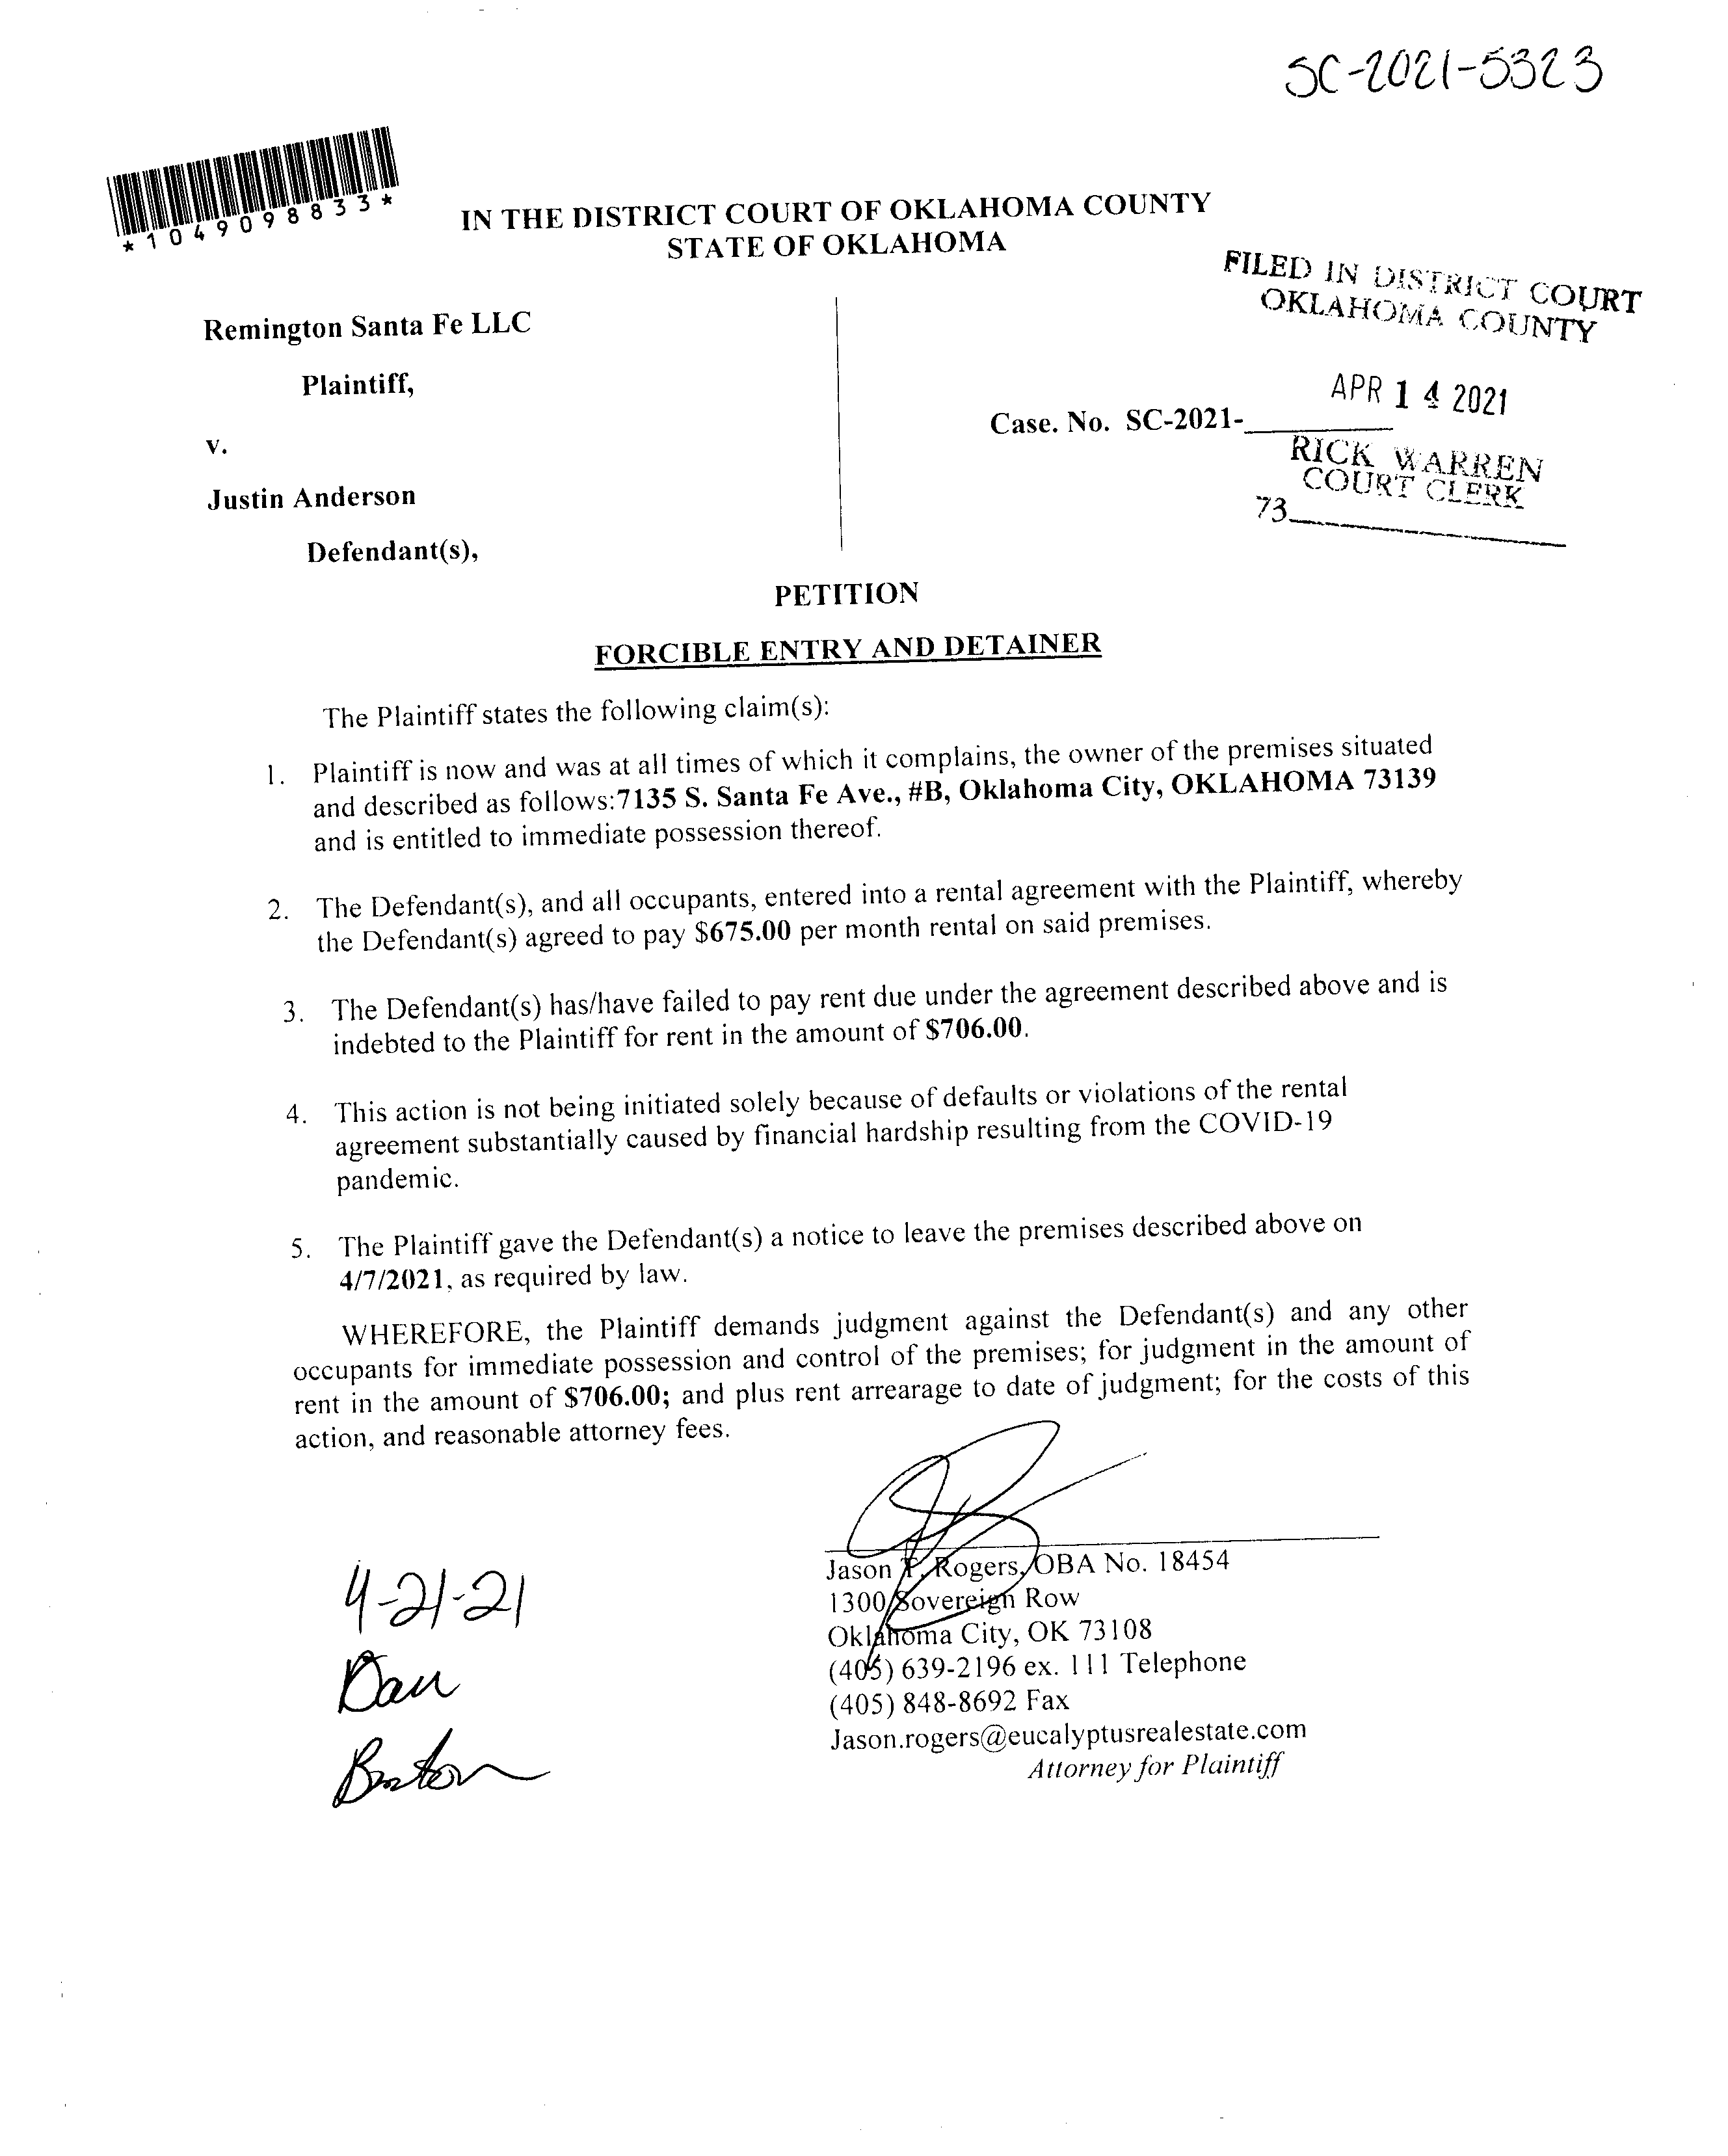 SC-2021-5323
*1049098833*
IN THE DISTRICT COURT OF OKLAHOMA COUNTY
STATE OF OKLAHOMA
FILED IN DISTRICT COURT
OKLAHOMA COUNTY
Remington Santa Fe LLC
Plaintiff,
APR 14 2021
Case. No. SC-2021-
v.
RICK WARREN
COURT CLERK
73
Justin Anderson
Defendant(s),
PETITION
FORCIBLE ENTRY AND DETAINER
The Plaintiff states the following claim(s):
1. Plaintiff is now and was at all times of which it complains, the owner of the premises situated
and described as follows:7135 S. Santa Fe Ave., #B, Oklahoma City, OKLAHOMA 73139
and is entitled to immediate possession thereof.
2. The Defendant(s), and all occupants, entered into a rental agreement with the Plaintiff, whereby
the Defendant(s) agreed to pay $675.00 per month rental on said premises.
3. The Defendant(s) has/have failed to pay rent due under the agreement described above and is
indebted to the Plaintiff for rent in the amount of $706.00.
4. This action is not being initiated solely because of defaults or violations of the rental
agreement substantially caused by financial hardship resulting from the COVID-19
pandemic.
5. The Plaintiff gave the Defendant(s) a notice to leave the premises described above on
4/7/2021, as required by law.
WHEREFORE, the Plaintiff demands judgment against the Defendant(s) and any other
occupants for immediate possession and control of the premises; for judgment in the amount of
rent in the amount of $706.00; and plus rent arrearage to date of judgment; for the costs of this
action, and reasonable attorney fees.
Jason T. Rogers, OBA No. 18454
1300 Sovereign Row
Oklahoma City, OK 73108
(405) 639-2196 ex. 111 Telephone
(405) 848-8692 Fax
Jason.rogers@eucalyptusrealestate.com
Attorney for Plaintiff
4-21-21